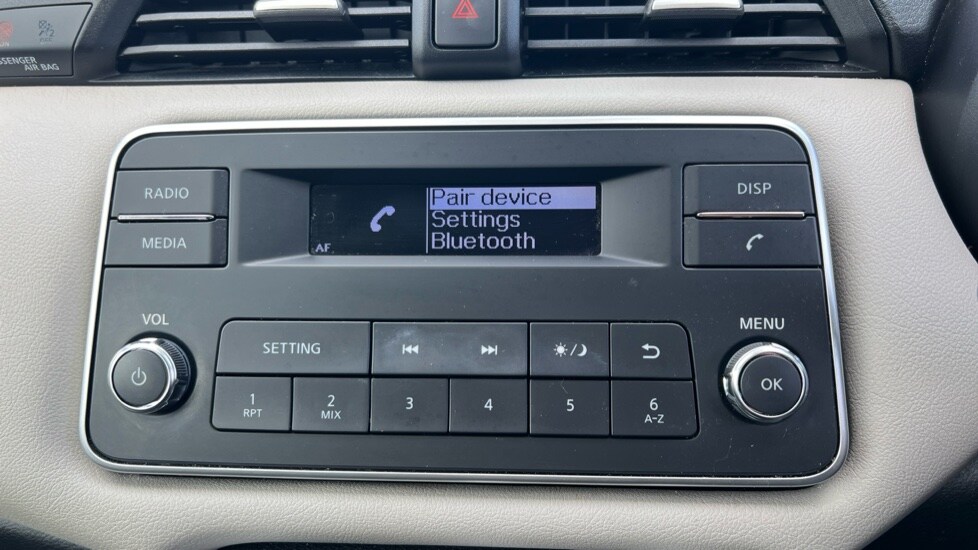 SSENGER
AIR BAG
RADIO
MEDIA
AF
Pair device
Settings
Bluetooth
DISP
VOL
MENU
SETTING
OK
1
RPT
2
MIX
3
4
5
6
A-Z